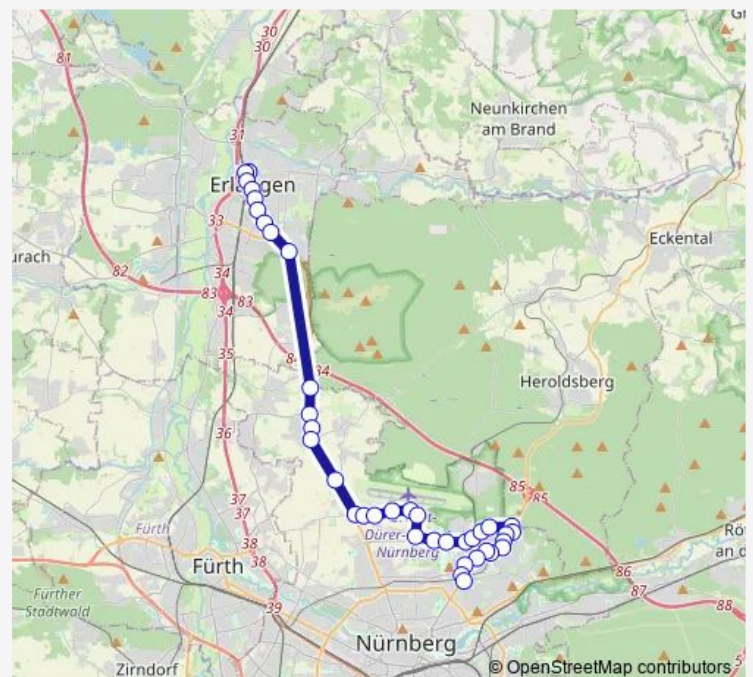 30
30
81
31
Neunkirchen
am Brand
Erlangen
33
Eckental
urach
82
34
83
83
34
35
84
Heroldsberg
36
85
85
37
37
Fürth
38
38
Dürer-
Nürnberg
Fürth
86
87
88
39
Fürther
Stadtwald
Nürnberg
Zirndorf
© OpenStreetMap contributors